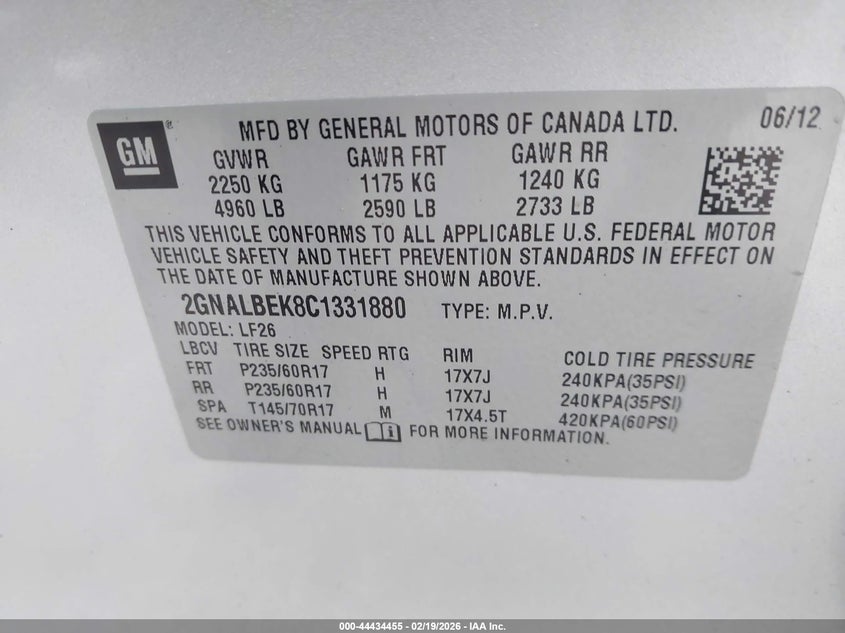 GM® MFD BY GENERAL MOTORS OF CANADA LTD. 06/12
GVWR GAWR FRT GAWR RR
2250 KG 1175 KG 1240 KG
4960 LB 2590 LB 2733 LB
THIS VEHICLE CONFORMS TO ALL APPLICABLE U.S. FEDERAL MOTOR
VEHICLE SAFETY AND THEFT PREVENTION STANDARDS IN EFFECT ON
THE DATE OF MANUFACTURE SHOWN ABOVE.
2GNALBEK8C1331880 TYPE: M.P.V.
MODEL: LF26
LBCV TIRE SIZE SPEED RTG RIM COLD TIRE PRESSURE
FRT P235/60R17 H 17X7J 240KPA(35PSI)
RR P235/60R17 H 17X7J 240KPA(35PSI)
SPA T145/70R17 M 17X4.5T 420KPA(60PSI)
SEE OWNER'S MANUAL FOR MORE INFORMATION.
000-44434455 - 02/19/2026 - IAA Inc.